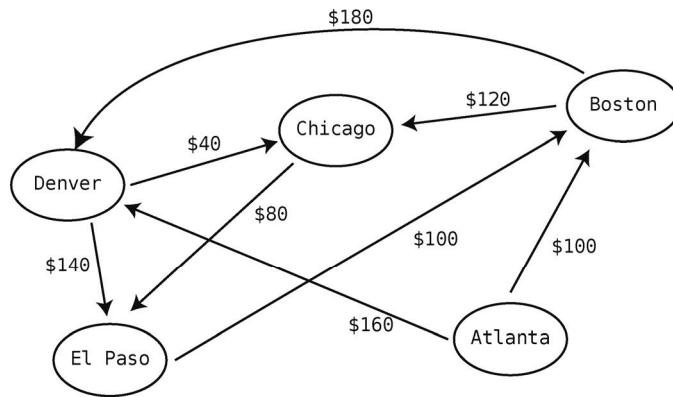 $180
Boston
$120
Chicago
$40
Denver
$80
$100
$100
$140
$160
Atlanta
El Paso